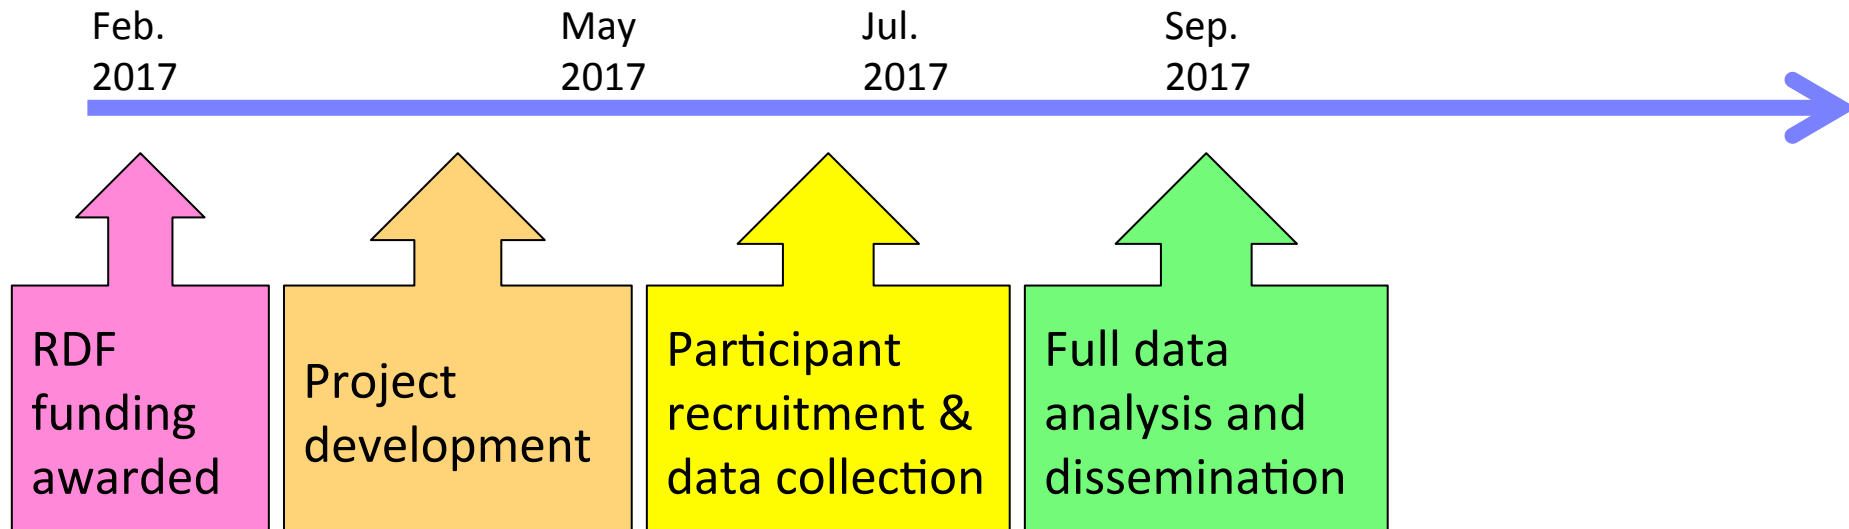 Feb.
2017
May
2017
Jul.
2017
Sep.
2017
RDF
funding
awarded
Project
development
Participant
recruitment &
data collection
Full data
analysis and
dissemination